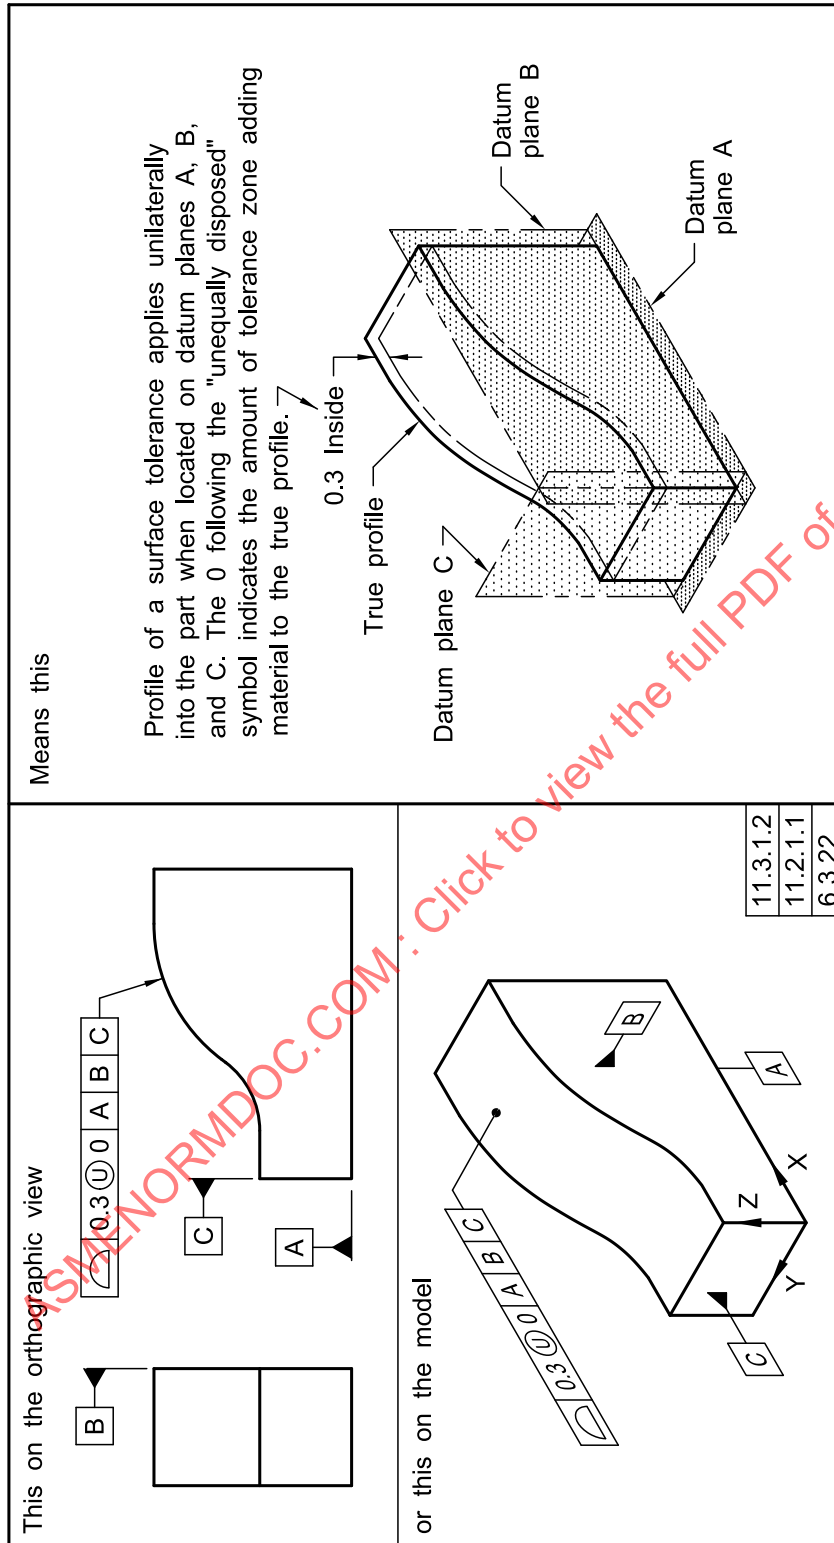 This on the orthographic view
B
0.3 Ⓤ 0 A B C
C
A
or this on the model
0.3 Ⓤ 0 A B C
B
A
C
X
Y
Z
11.3.1.2
11.2.1.1
6.3.22
Means this
Profile of a surface tolerance applies unilaterally
into the part when located on datum planes A, B,
and C. The 0 following the "unequally disposed"
symbol indicates the amount of tolerance zone adding
material to the true profile.
0.3 Inside
True profile
Datum plane C
Datum
plane B
Datum
plane A
ASMENORMDOC.COM : Click to view the full PDF of